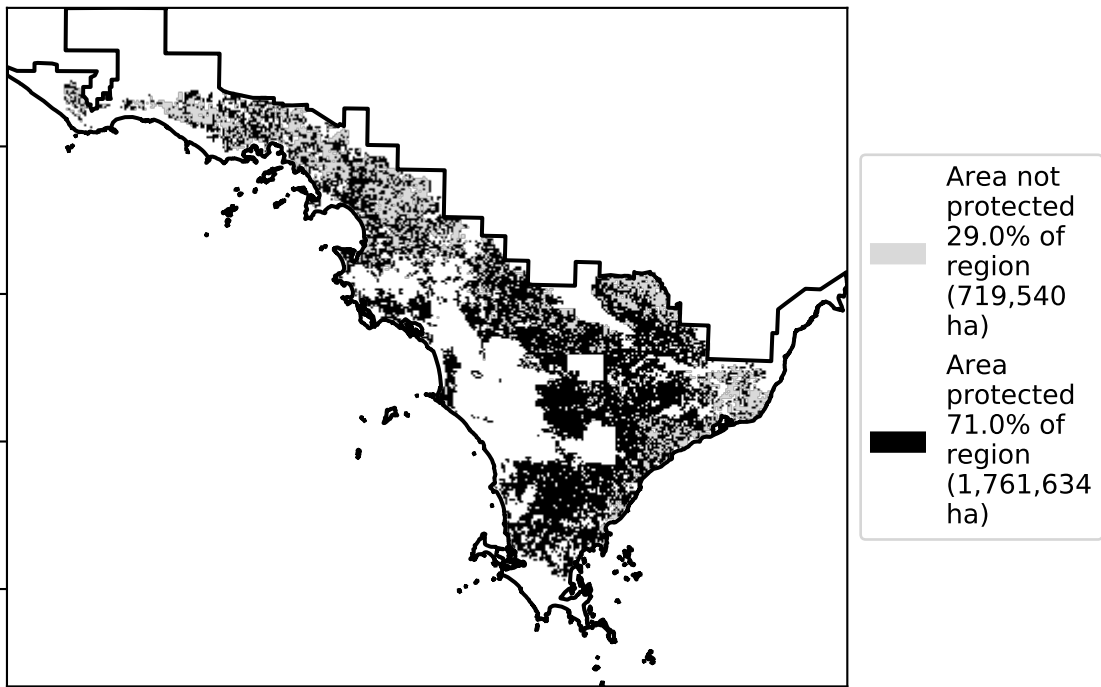 Area not
protected
29.0% of
region
(719,540
ha)
Area
protected
71.0% of
region
(1,761,634
ha)